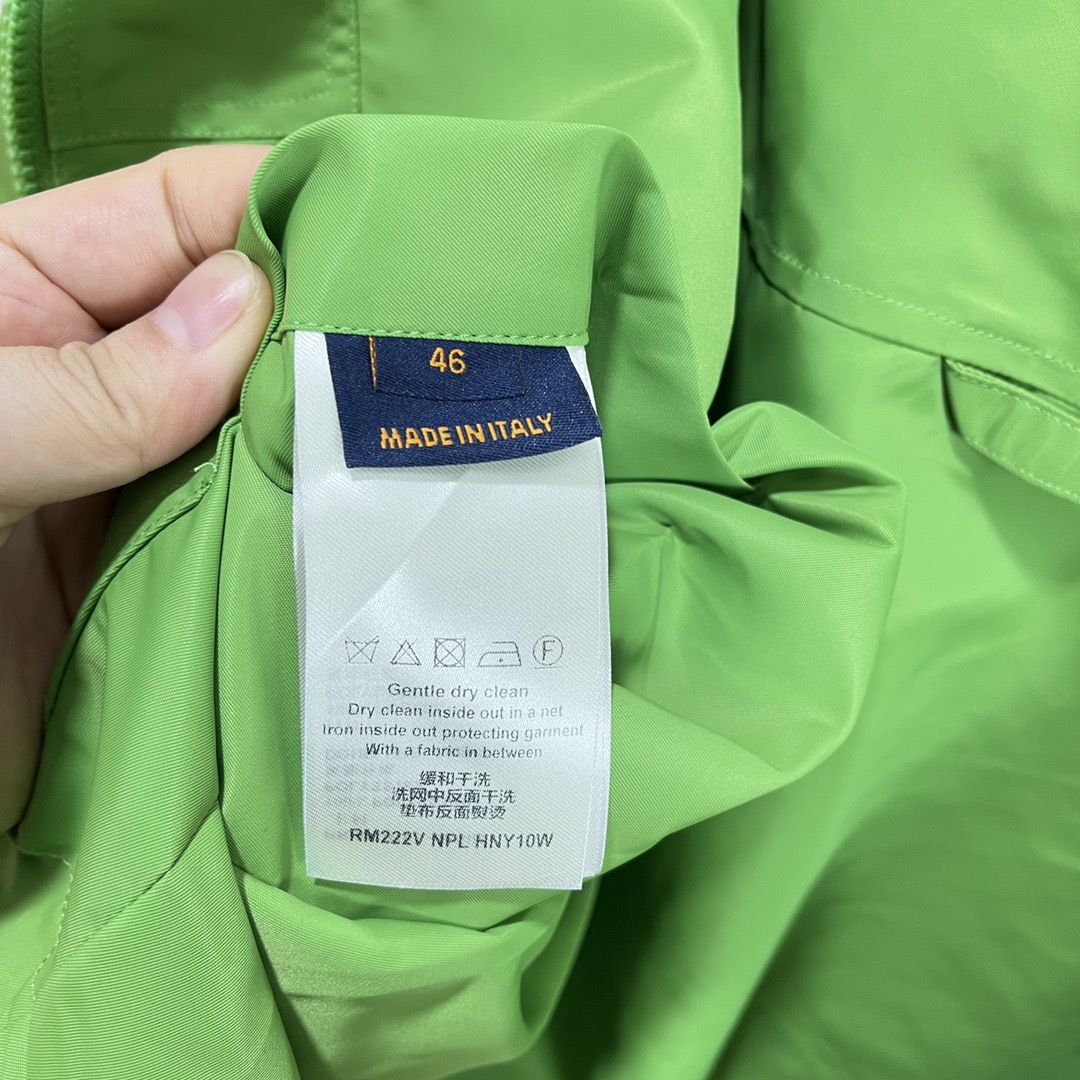 46
MADE IN ITALY
F
Gentle dry clean
Dry clean inside out in a net
Iron inside out protecting garment
With a fabric in between
缓和干洗
洗网中反面干洗
垫布反面熨烫
RM222V NPL HNY10W